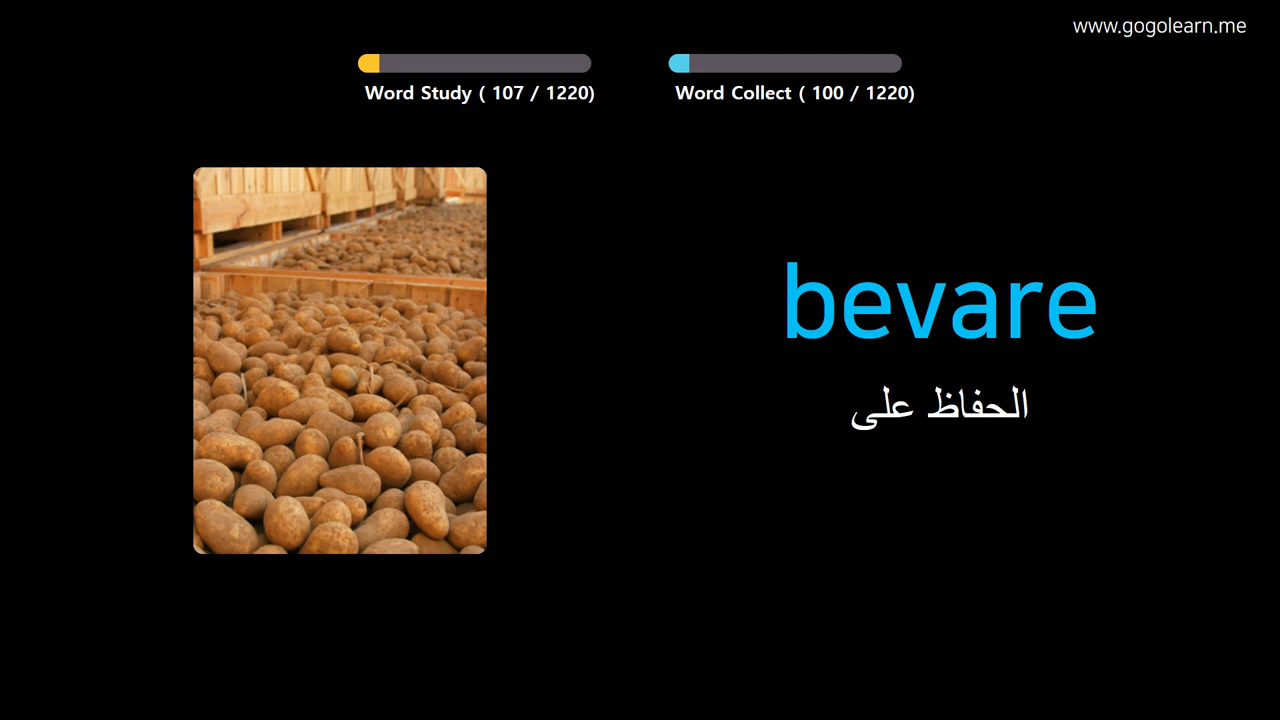 www.gogolearn.me
Word Study ( 107 / 1220)
Word Collect ( 100 / 1220)
bevare
الحفاظ على